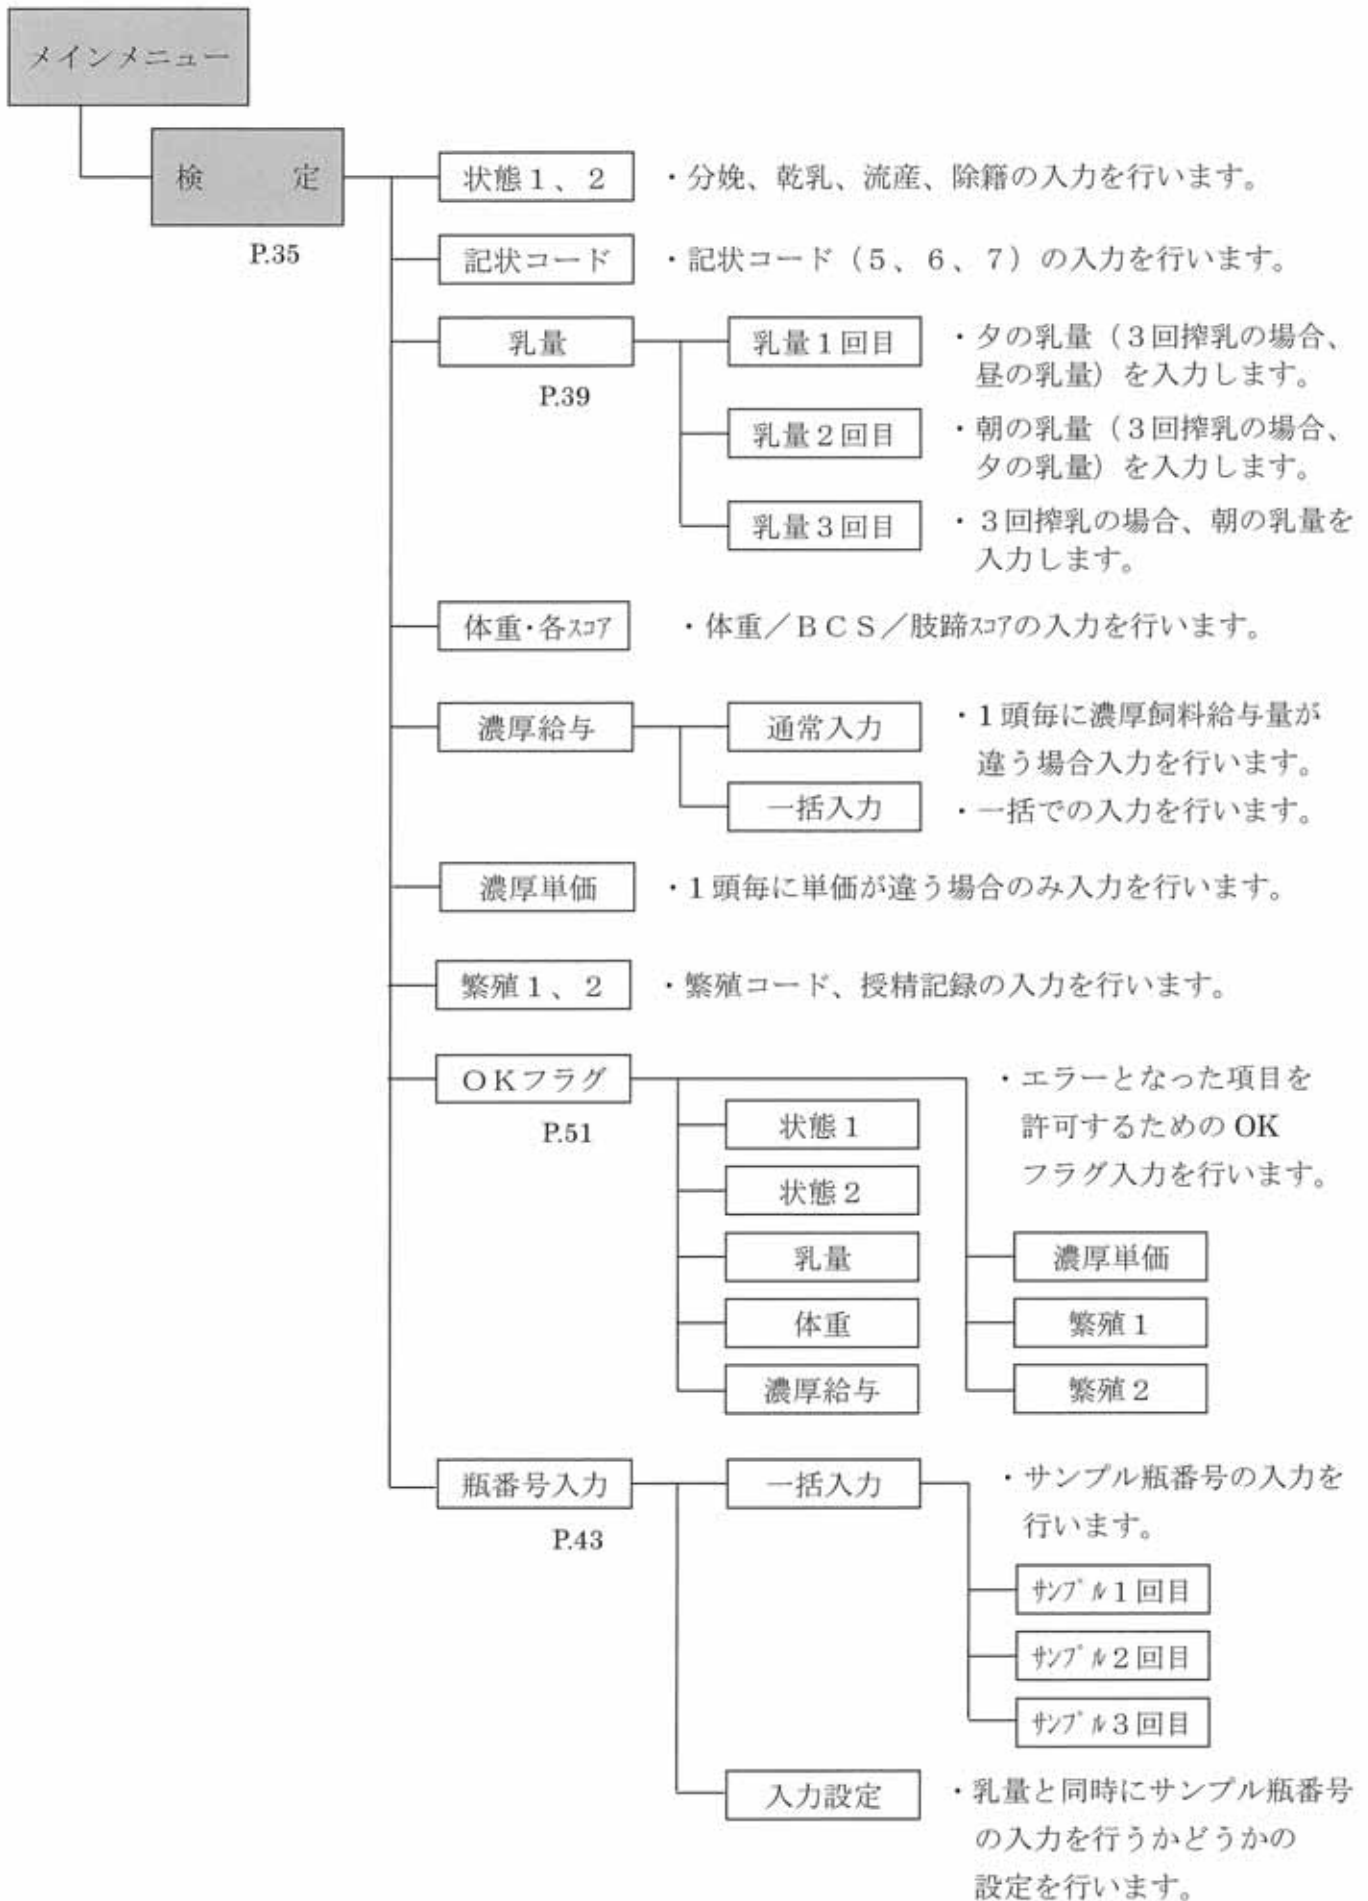 メインメニュー
検　　　定
P.35
状態１、２
・分娩、乾乳、流産、除籍の入力を行います。
記状コード
・記状コード（５、６、７）の入力を行います。
乳量
P.39
乳量１回目
・夕の乳量（３回搾乳の場合、
昼の乳量）を入力します。
乳量２回目
・朝の乳量（３回搾乳の場合、
夕の乳量）を入力します。
乳量３回目
・３回搾乳の場合、朝の乳量を
入力します。
体重・各ｽｺｱ
・体重／ＢＣＳ／肢蹄ｽｺｱの入力を行います。
濃厚給与
通常入力
・1 頭毎に濃厚飼料給与量が
違う場合入力を行います。
一括入力
・一括での入力を行います。
濃厚単価
・1 頭毎に単価が違う場合のみ入力を行います。
繁殖１、２
・繁殖コード、授精記録の入力を行います。
ＯＫフラグ
P.51
・エラーとなった項目を
許可するための OK
フラグ入力を行います。
状態１
状態２
乳量
体重
濃厚給与
濃厚単価
繁殖１
繁殖２
瓶番号入力
P.43
一括入力
・サンプル瓶番号の入力を
行います。
ｻﾝﾌﾟﾙ１回目
ｻﾝﾌﾟﾙ２回目
ｻﾝﾌﾟﾙ３回目
入力設定
・乳量と同時にサンプル瓶番号
の入力を行うかどうかの
設定を行います。